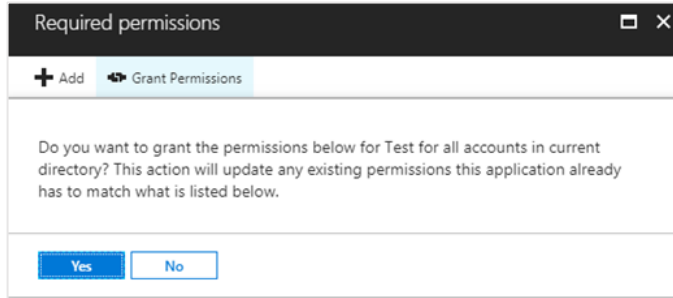 Required permissions
Add Grant Permissions
Do you want to grant the permissions below for Test for all accounts in current
directory? This action will update any existing permissions this application already
has to match what is listed below.
Yes No